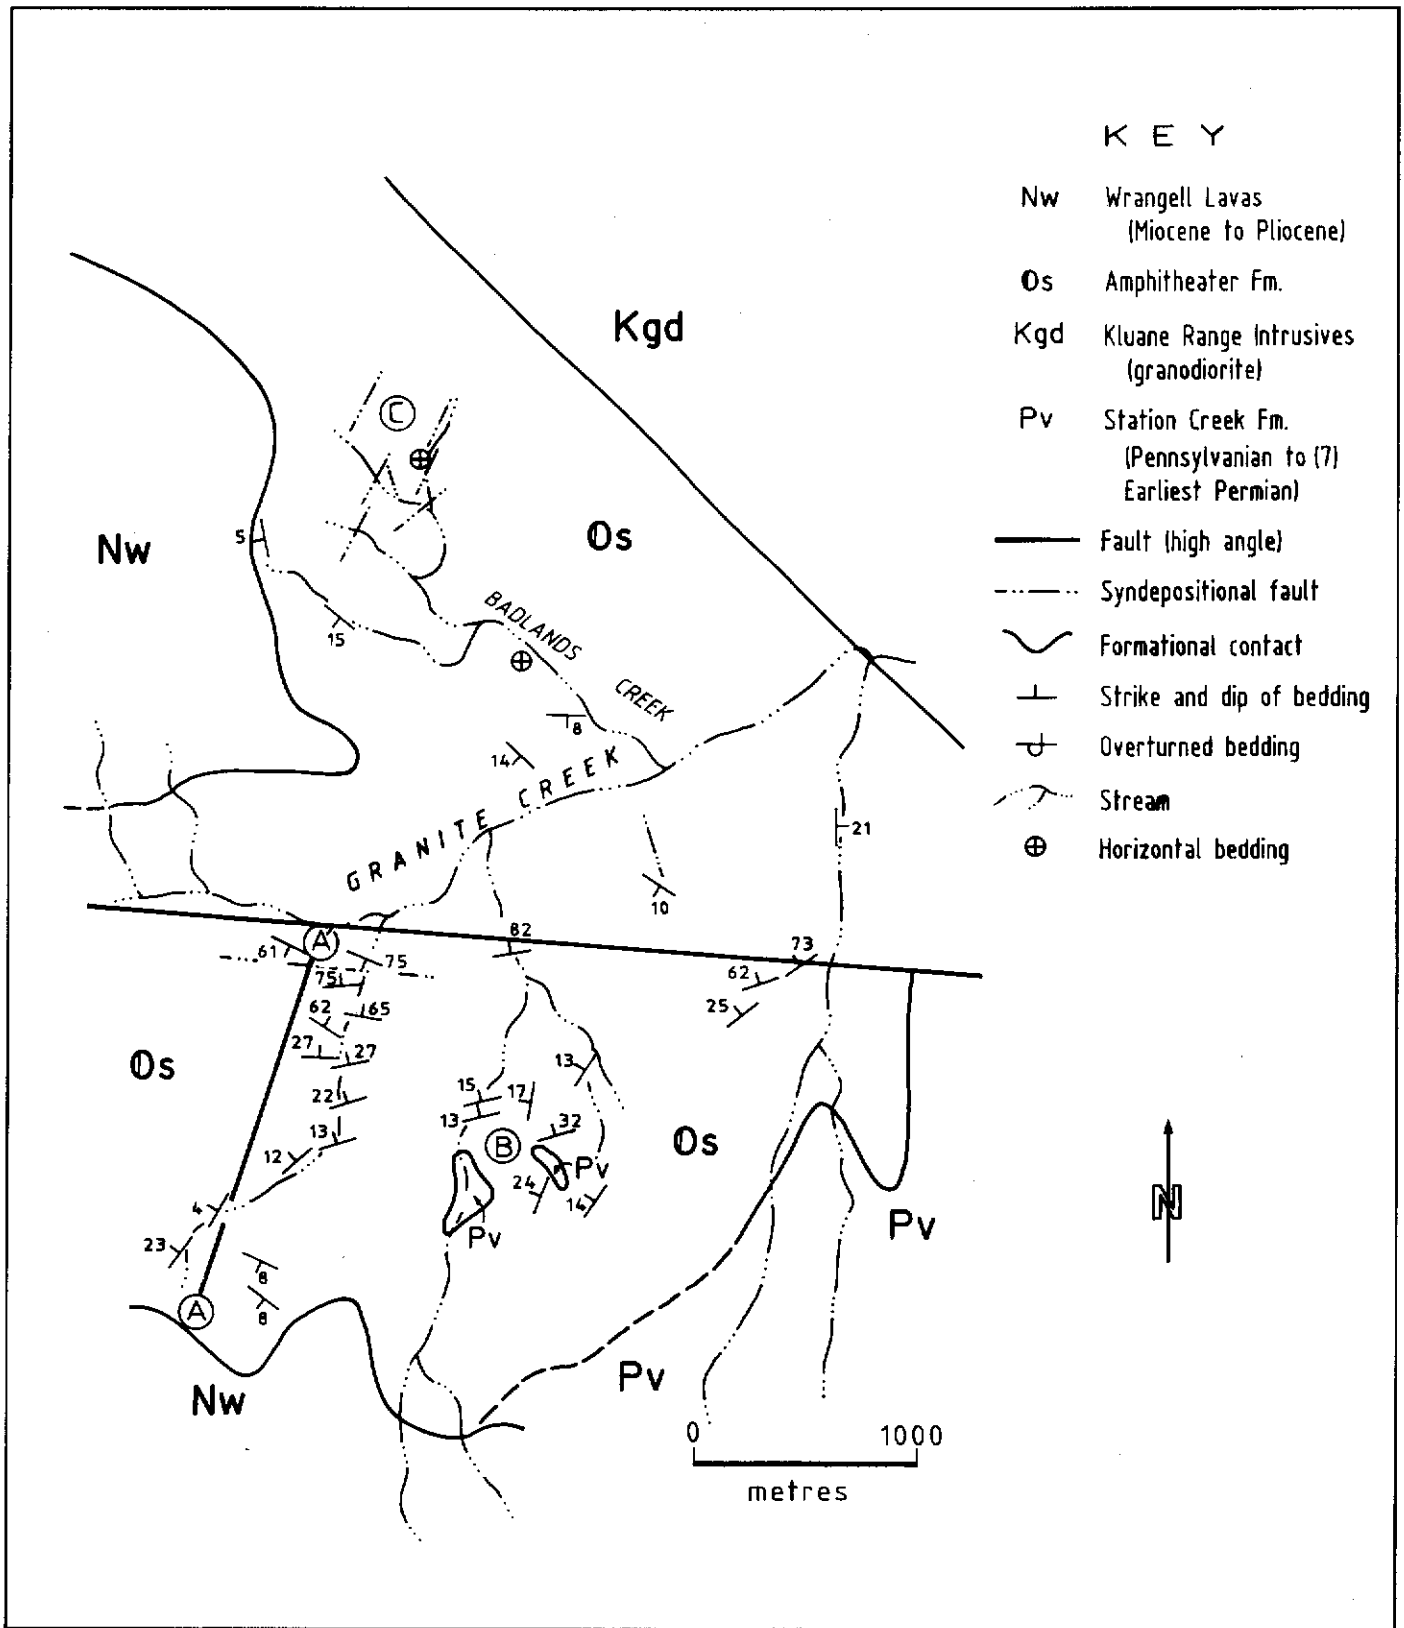 KEY
Nw Wrangell Lavas
(Miocene to Pliocene)
Os Amphitheater Fm.
Kgd Kluane Range Intrusives
(granodiorite)
Pv Station Creek Fm.
(Pennsylvanian to (7)
Earliest Permian)
Fault (high angle)
Syndepositional fault
Formational contact
Strike and dip of bedding
Overturned bedding
Stream
Horizontal bedding
Kgd
C
Os
Nw
5
15
BADLANDS
CREEK
8
14
GRANITE CREEK
21
10
A'
61
75
75
82
73
62
25
62
65
27
27
Os
22
13
12
4
23
8
8
A
15
13
17
13
B
32
Pv
24
14
Pv
Os
Pv
Pv
Nw
0 1000
metres
N